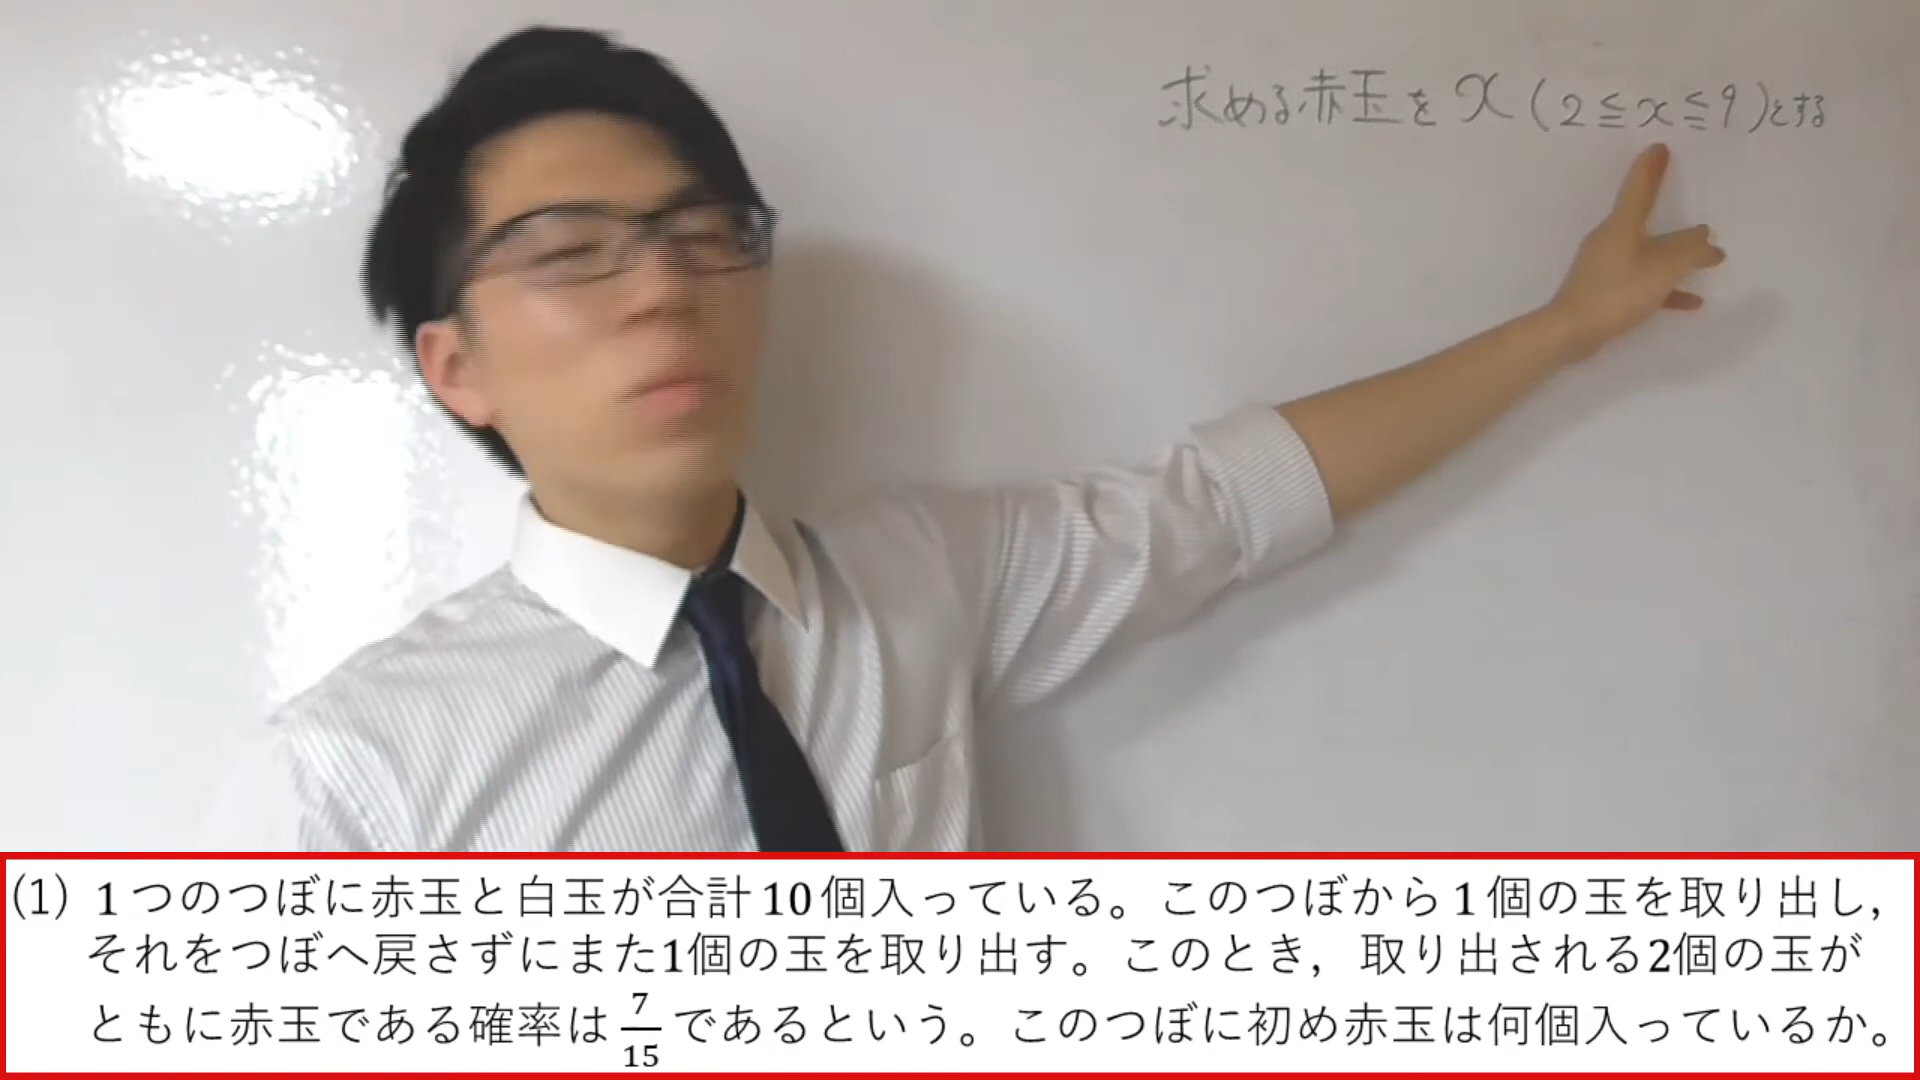 求める赤玉を x (2≦x≦9)とする
(1) 1つのつぼに赤玉と白玉が合計10個入っている。このつぼから1個の玉を取り出し,
それをつぼへ戻さずにまた1個の玉を取り出す。このとき,取り出される2個の玉が
ともに赤玉である確率は 7/15 であるという。このつぼに初め赤玉は何個入っているか。